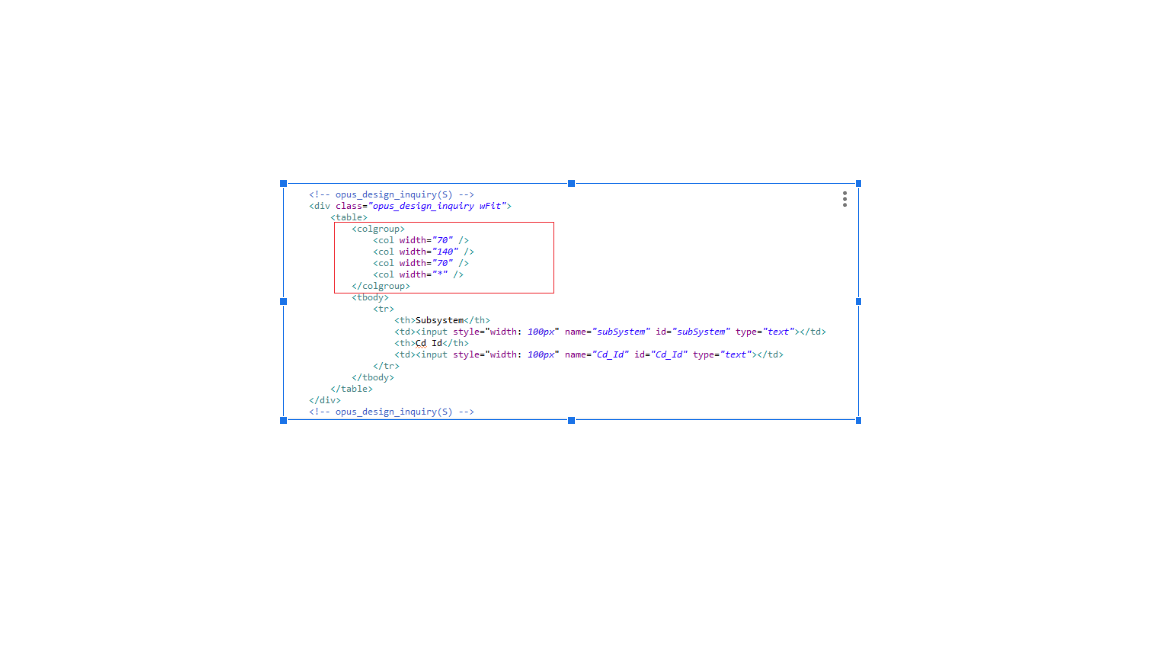 <!-- opus_design_inquiry(S) -->
<div class="opus_design_inquiry wFit">
<table>
<colgroup>
<col width="70" />
<col width="140" />
<col width="70" />
<col width="*" />
</colgroup>
<tbody>
<tr>
<th>Subsystem</th>
<td><input style="width: 100px" name="subSystem" id="subSystem" type="text"></td>
<th>Cd Id</th>
<td><input style="width: 100px" name="Cd_Id" id="Cd_Id" type="text"></td>
</tr>
</tbody>
</table>
</div>
<!-- opus_design_inquiry(S) -->